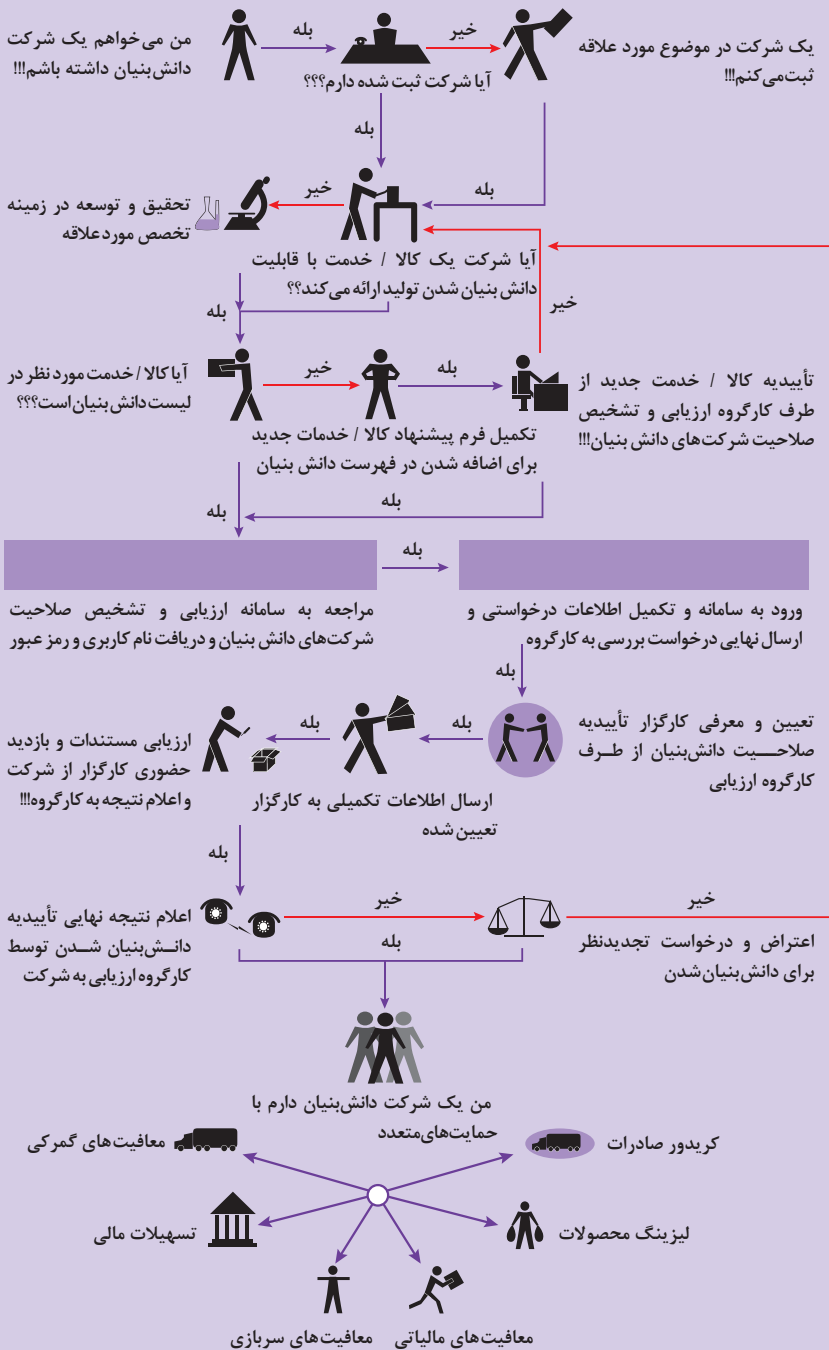 من می‌خواهم یک شرکت
دانش‌بنیان داشته باشم!!!
بله
آیا شرکت ثبت شده دارم؟؟؟
خیر
یک شرکت در موضوع مورد علاقه
ثبت‌می‌کنم!!!
بله
بله
خیر
تحقیق و توسعه در زمینه
تخصص موردعلاقه
آیا شرکت یک کالا / خدمت با قابلیت
دانش‌بنیان شدن تولید ارائه می‌کند؟؟
خیر
بله
آیا کالا / خدمت مورد نظر در
لیست‌دانش‌بنیان‌است؟؟؟
خیر
تکمیل فرم پیشنهاد کالا / خدمات جدید
برای اضافه شدن در فهرست دانش بنیان
بله
تأییدیه کالا / خدمت جدید از
طرف کارگروه ارزیابی و تشخیص
صلاحیت شرکت‌های دانش بنیان!!!
بله
بله
بله
مراجعه به سامانه ارزیابی و تشخیص صلاحیت
شرکت‌های دانش بنیان و دریافت نام کاربری و رمز عبور
ورود به سامانه و تکمیل اطلاعات درخواستی و
ارسال نهایی درخواست بررسی به کارگروه
بله
تعیین و معرفی کارگزار تأییدیه
صلاحـــیت دانش‌بنیان از طــرف
کارگروه ارزیابی
بله
ارسال اطلاعات تکمیلی به کارگزار
تعیین شده
بله
ارزیابی مستندات و بازدید
حضوری کارگزار از شرکت
و اعلام نتیجه به کارگروه!!!
بله
اعلام نتیجه نهایی تأییدیه
دانــش‌بنیان شــدن توسط
کارگروه ارزیابی به شرکت
خیر
بله
اعتراض و درخواست تجدیدنظر
برای دانش‌بنیان‌شدن
خیر
من یک شرکت دانش‌بنیان دارم با
حمایت‌های‌متعدد
کریدور صادرات
معافیت‌های گمرکی
لیزینگ محصولات
تسهیلات مالی
معافیت‌های مالیاتی
معافیت‌های سربازی